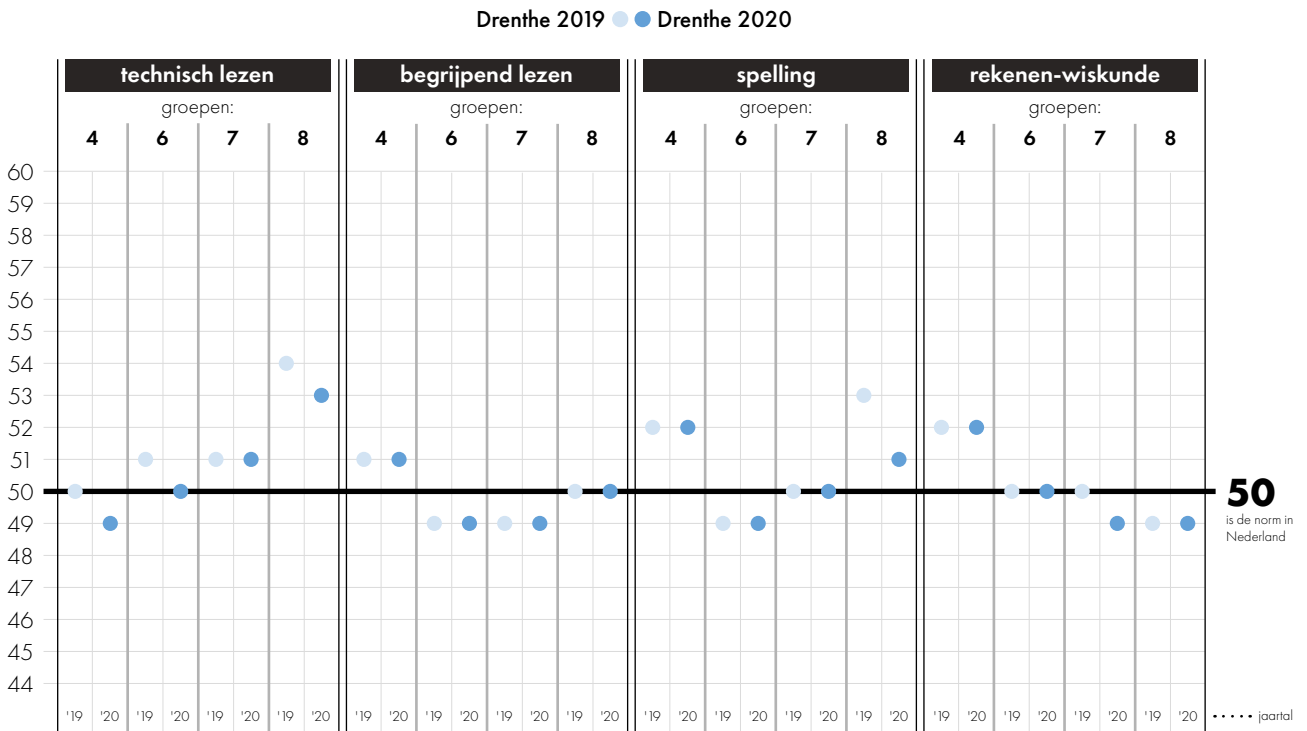 Drenthe 2019 Drenthe 2020
technisch lezen begrijpend lezen spelling rekenen-wiskunde
groepen: groepen: groepen: groepen:
4 6 7 8 4 6 7 8 4 6 7 8 4 6 7 8
60
59
58
57
56
55
54
53
52
51
50
49
48
47
46
45
44
50
is de norm in
Nederland
'19 '20 '19 '20 '19 '20 '19 '20 '19 '20 '19 '20 '19 '20 '19 '20 '19 '20 '19 '20 '19 '20 '19 '20 '19 '20 '19 '20 '19 '20 '19 '20 ..... jaartal